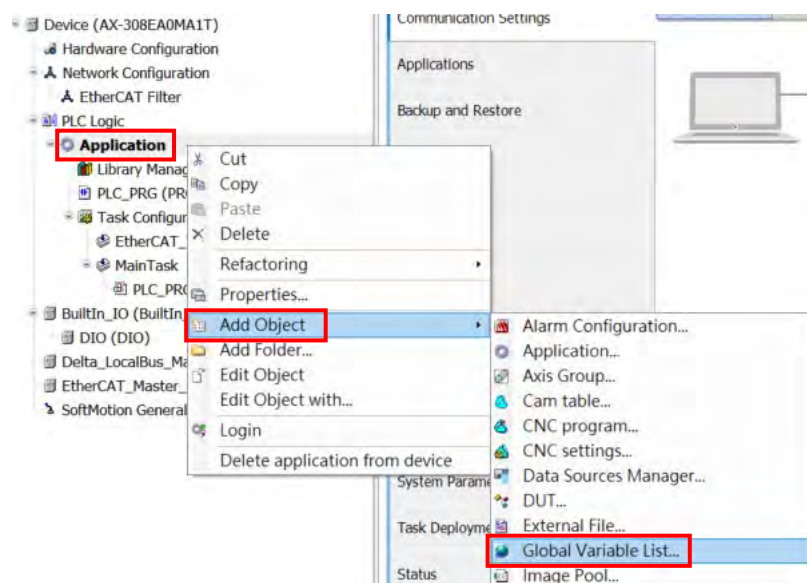 Device (AX-308EA0MA1T)
Hardware Configuration
Network Configuration
EtherCAT Filter
PLC Logic
Application
Library Manag
PLC_PRG (PR
Task Configur
EtherCAT_
MainTask
PLC_PRG
BuiltIn_IO (BuiltIn_
DIO (DIO)
Delta_LocalBus_Ma
EtherCAT_Master_
SoftMotion General
Cut
Copy
Paste
Delete
Refactoring
Properties...
Add Object
Add Folder...
Edit Object
Edit Object with...
Login
Delete application from device
Communication Settings
Applications
Backup and Restore
System Parame
Task Deployme
Status
Alarm Configuration...
Application...
Axis Group...
Cam table...
CNC program...
CNC settings...
Data Sources Manager...
DUT...
External File...
Global Variable List...
Image Pool...